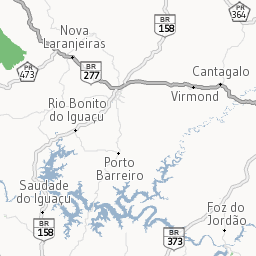 BR
158
PR
364
Nova
Laranjeiras
PR
473
BR
277
Cantagalo
Virmond
Rio Bonito
do Iguaçu
Porto
Barreiro
Saudade
do Iguaçu
BR
158
Foz do
Jordão
BR
373